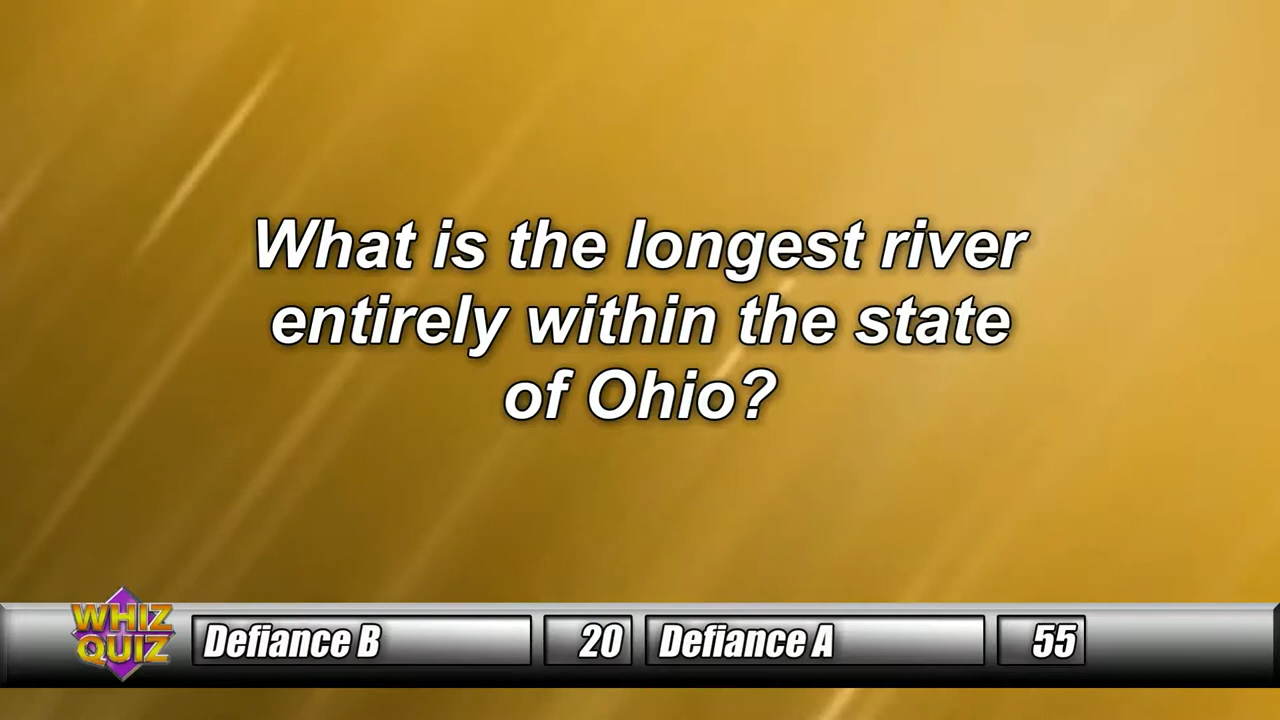 What is the longest river
entirely within the state
of Ohio?
WHIZ
QUIZ
Defiance B
20
Defiance A
55